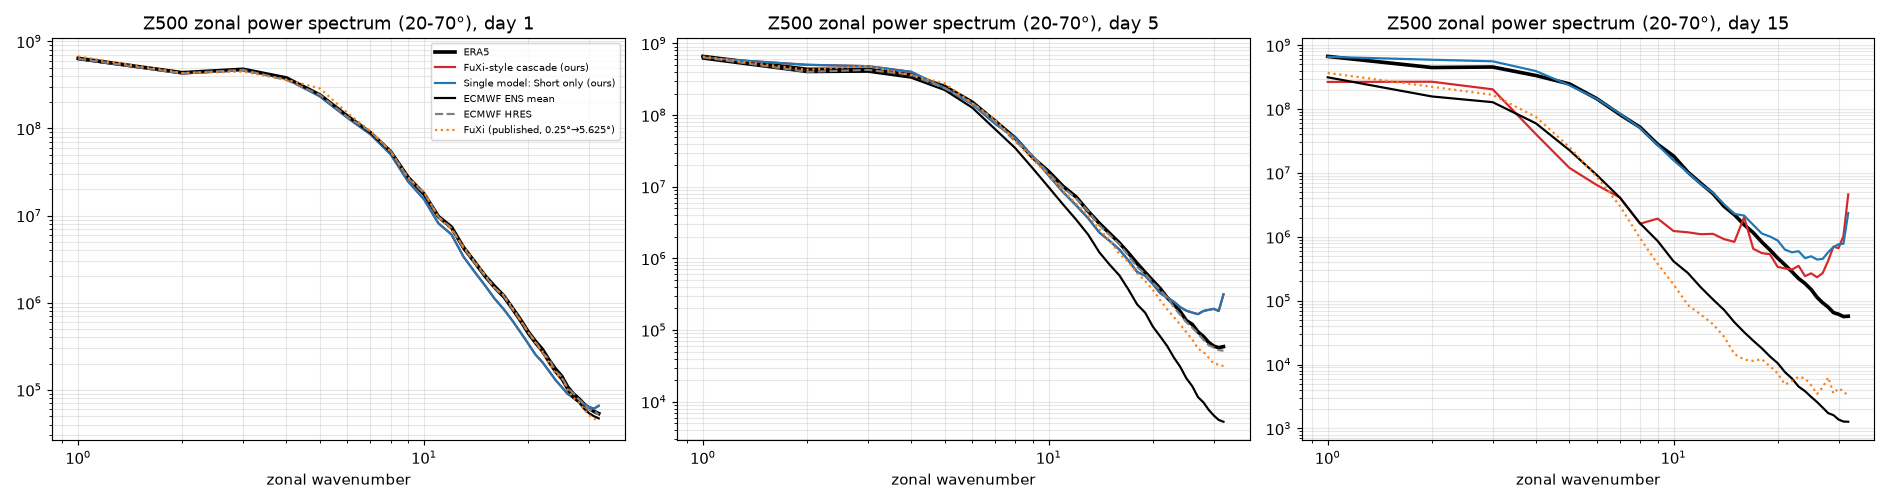 Z500 zonal power spectrum (20-70°), day 1
10⁹
10⁸
10⁷
10⁶
10⁵
10⁰
10¹
zonal wavenumber
ERA5
FuXi-style cascade (ours)
Single model: Short only (ours)
ECMWF ENS mean
ECMWF HRES
FuXi (published, 0.25°→5.625°)
Z500 zonal power spectrum (20-70°), day 5
10⁹
10⁸
10⁷
10⁶
10⁵
10⁴
10⁰
10¹
zonal wavenumber
Z500 zonal power spectrum (20-70°), day 15
10⁹
10⁸
10⁷
10⁶
10⁵
10⁴
10³
10⁰
10¹
zonal wavenumber